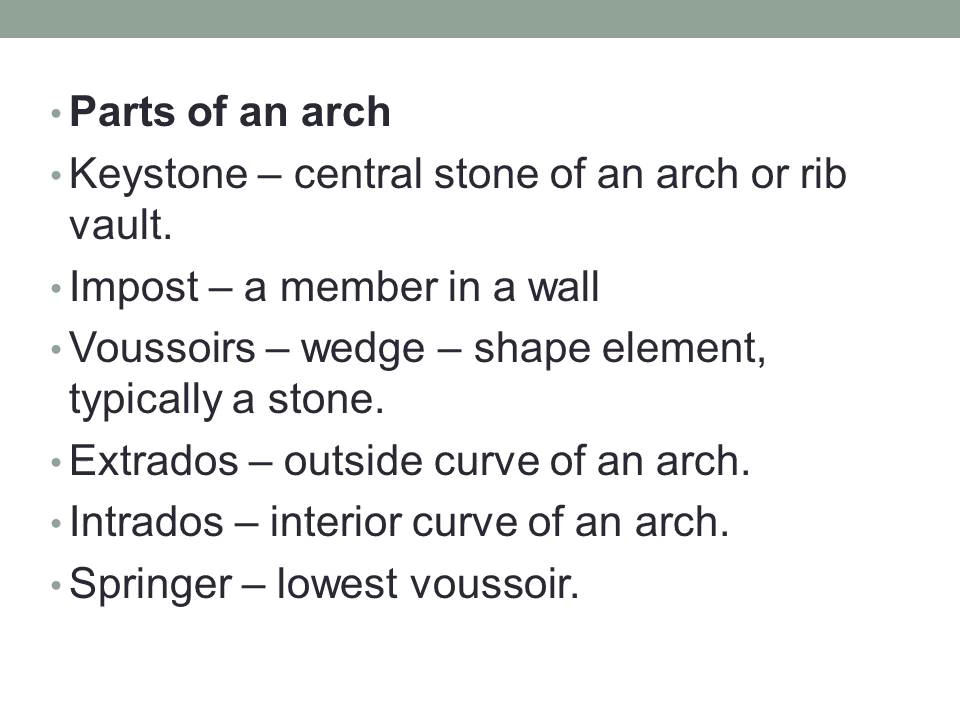 • Parts of an arch
• Keystone – central stone of an arch or rib
vault.
• Impost – a member in a wall
• Voussoirs – wedge – shape element,
typically a stone.
• Extrados – outside curve of an arch.
• Intrados – interior curve of an arch.
• Springer – lowest voussoir.